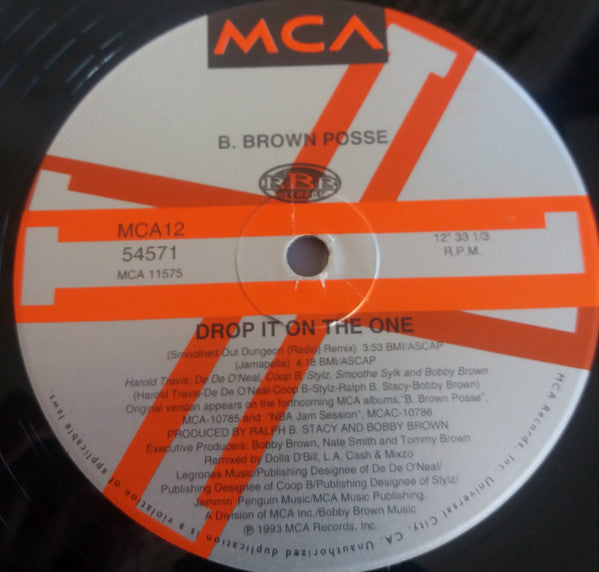 MCA
B. BROWN POSSE
BBB
RECORDS
MCA12
54571
MCA 11575
12" 33 1/3
R.P.M.
DROP IT ON THE ONE
(Smoothed Out Dungeon (Radio) Remix) 3:53 BMI/ASCAP
(Jamapella) 4:18 BMI/ASCAP
Harold Travis, De De O'Neal, Coop B. Stylz, Smoothe Sylk and Bobby Brown
(Harold Travis-De De O'Neal-Coop B-Stylz-Ralph B. Stacy-Bobby Brown)
Original version appears on the forthcoming MCA albums, "B. Brown Posse",
MCA-10785 and "NBA Jam Session", MCAC-10786
PRODUCED BY RALPH B. STACY AND BOBBY BROWN
Executive Producers: Bobby Brown, Nate Smith and Tommy Brown
Remixed by Dolla D'Bill, L.A. Cash & Mixzo
Legrones Music/Publishing Designee of De De O'Neal/
Publishing Designee of Coop B/Publishing Designee of Stylz/
Jammin' Penguin Music/MCA Music Publishing,
A Division of MCA Inc./Bobby Brown Music
℗ 1993 MCA Records, Inc.
MCA Records, Inc. Universal City, CA. Unauthorized duplication is a violation of applicable laws.